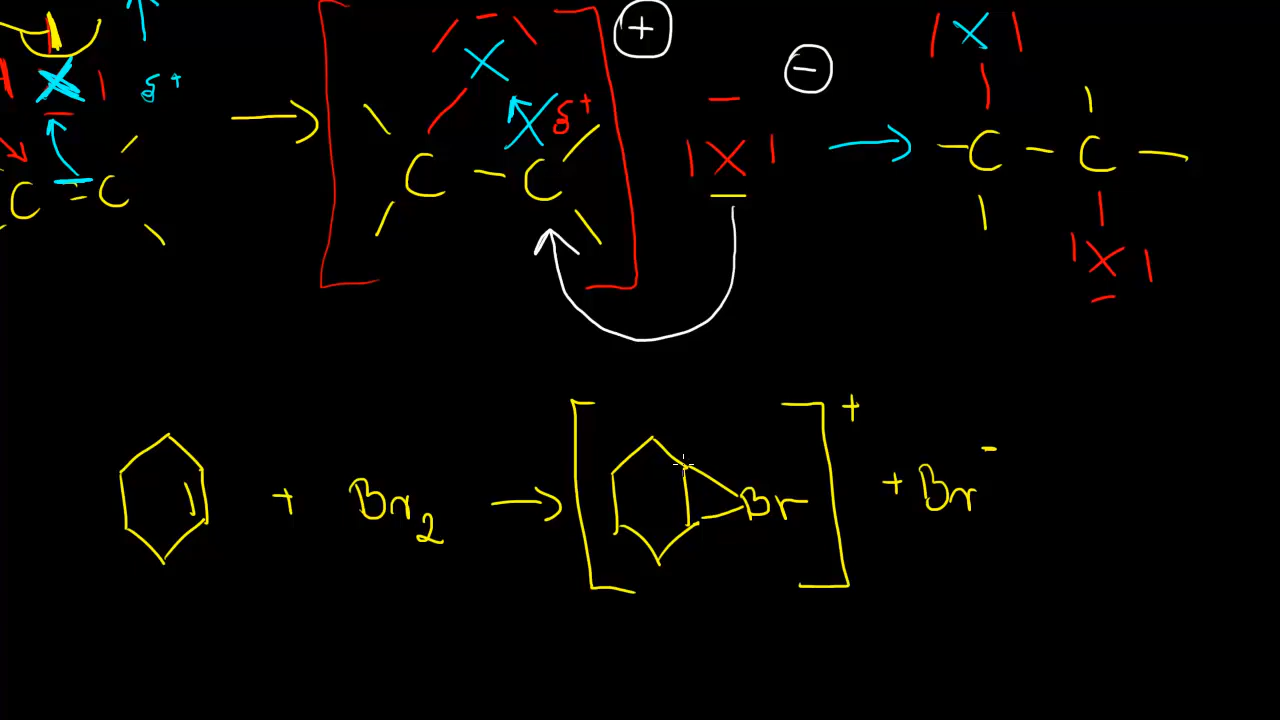 X δ+ C = C
→ [ C - C X X δ+ ] + |X| -
→ |X| - C - C - |X|
+ Br2 → [ Br ]+ + Br-